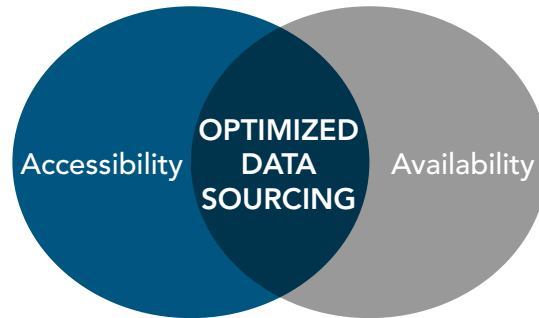 Accessibility
OPTIMIZED
DATA
SOURCING
Availability